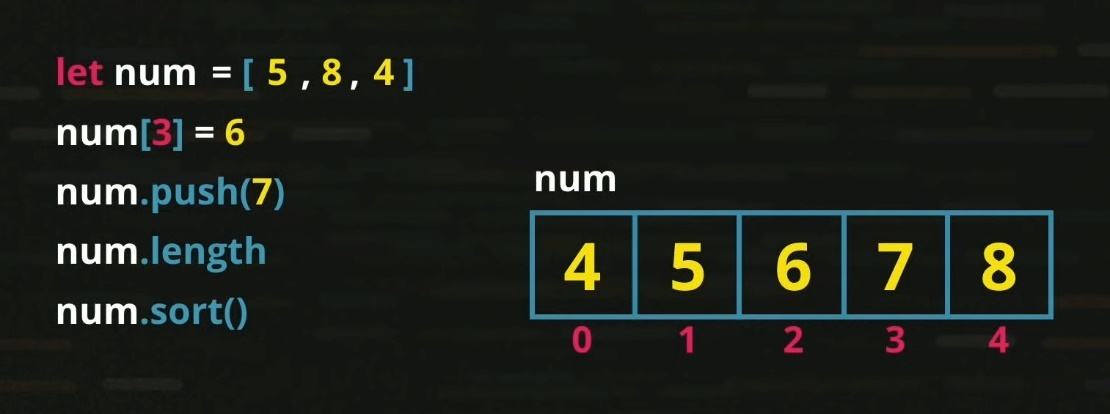 let num = [ 5 , 8 , 4 ]
num[3] = 6
num.push(7)
num.length
num.sort()
num
4 5 6 7 8
0 1 2 3 4